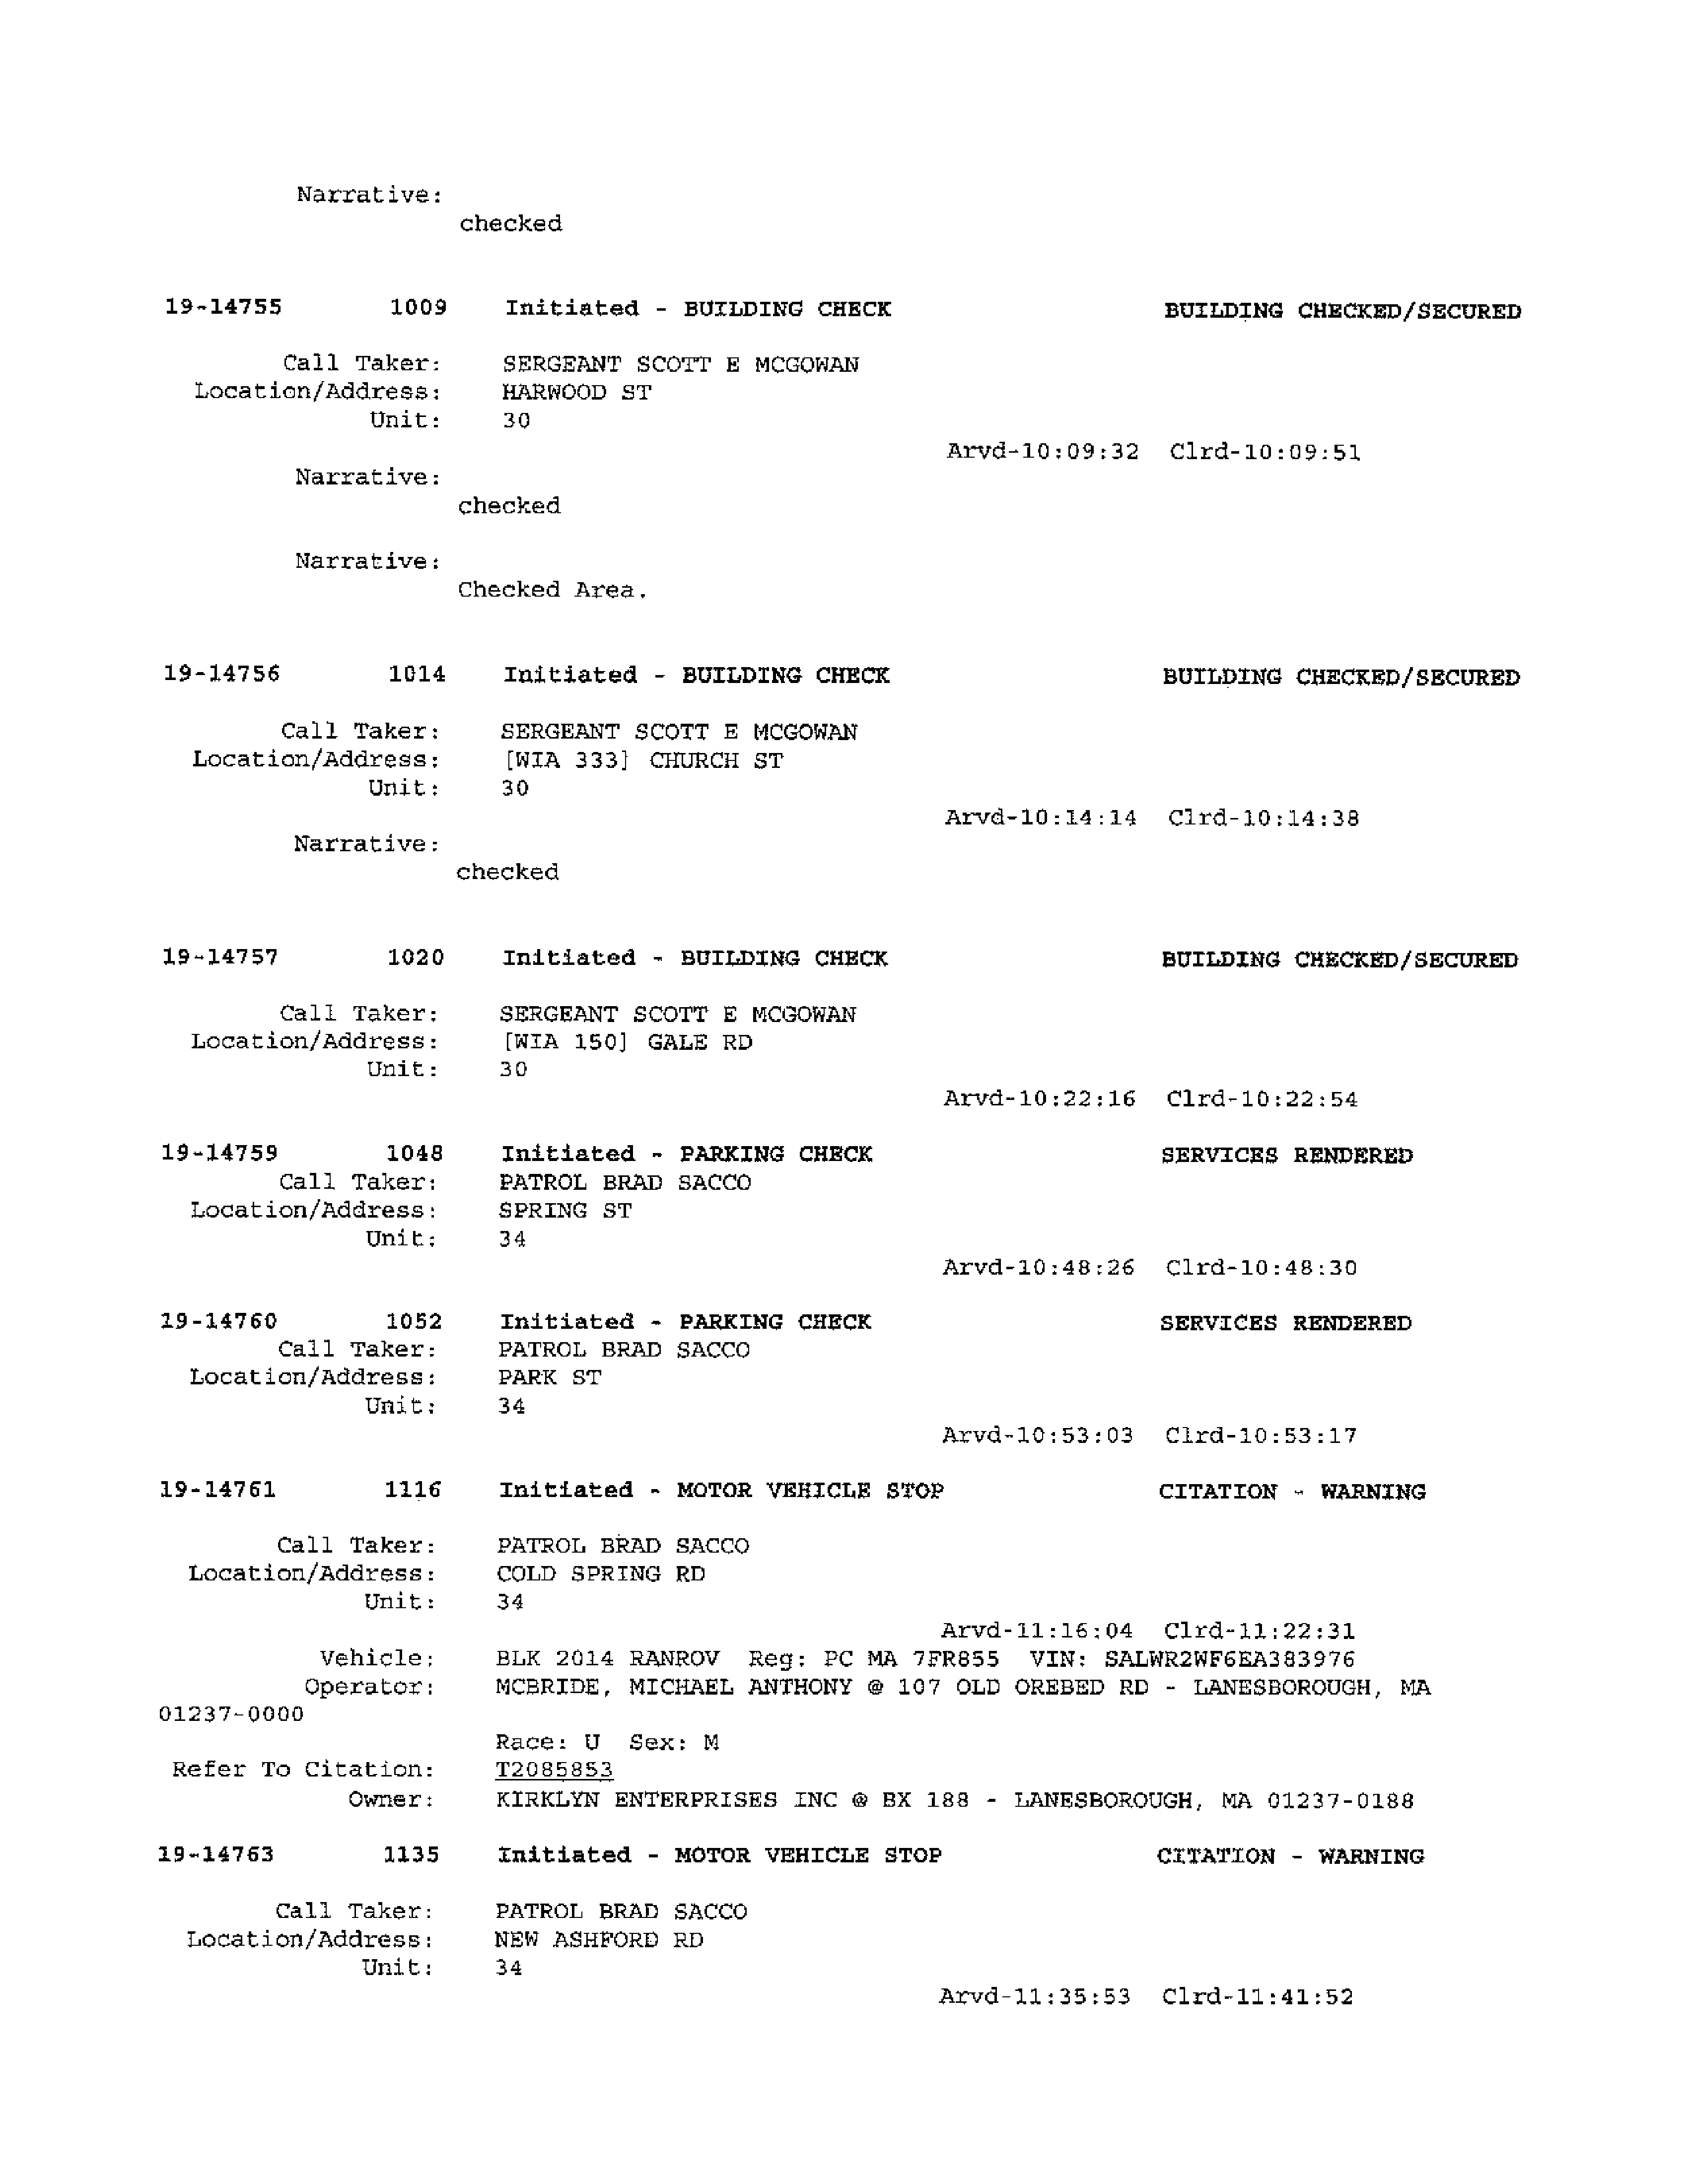 Narrative:
checked
19-14755 1009 Initiated - BUILDING CHECK BUILDING CHECKED/SECURED
Call Taker: SERGEANT SCOTT E MCGOWAN
Location/Address: HARWOOD ST
Unit: 30
Arvd-10:09:32 Clrd-10:09:51
Narrative:
checked
Narrative:
Checked Area.
19-14756 1014 Initiated - BUILDING CHECK BUILDING CHECKED/SECURED
Call Taker: SERGEANT SCOTT E MCGOWAN
Location/Address: [WIA 333] CHURCH ST
Unit: 30
Arvd-10:14:14 Clrd-10:14:38
Narrative:
checked
19-14757 1020 Initiated - BUILDING CHECK BUILDING CHECKED/SECURED
Call Taker: SERGEANT SCOTT E MCGOWAN
Location/Address: [WIA 150] GALE RD
Unit: 30
Arvd-10:22:16 Clrd-10:22:54
19-14759 1048 Initiated - PARKING CHECK SERVICES RENDERED
Call Taker: PATROL BRAD SACCO
Location/Address: SPRING ST
Unit: 34
Arvd-10:48:26 Clrd-10:48:30
19-14760 1052 Initiated - PARKING CHECK SERVICES RENDERED
Call Taker: PATROL BRAD SACCO
Location/Address: PARK ST
Unit: 34
Arvd-10:53:03 Clrd-10:53:17
19-14761 1116 Initiated - MOTOR VEHICLE STOP CITATION - WARNING
Call Taker: PATROL BRAD SACCO
Location/Address: COLD SPRING RD
Unit: 34
Arvd-11:16:04 Clrd-11:22:31
Vehicle: BLK 2014 RANROV Reg: PC MA 7FR855 VIN: SALWR2WF6EA383976
Operator: MCBRIDE, MICHAEL ANTHONY @ 107 OLD OREBED RD - LANESBOROUGH, MA
01237-0000
Race: U Sex: M
Refer To Citation: T2085853
Owner: KIRKLYN ENTERPRISES INC @ BX 188 - LANESBOROUGH, MA 01237-0188
19-14763 1135 Initiated - MOTOR VEHICLE STOP CITATION - WARNING
Call Taker: PATROL BRAD SACCO
Location/Address: NEW ASHFORD RD
Unit: 34
Arvd-11:35:53 Clrd-11:41:52